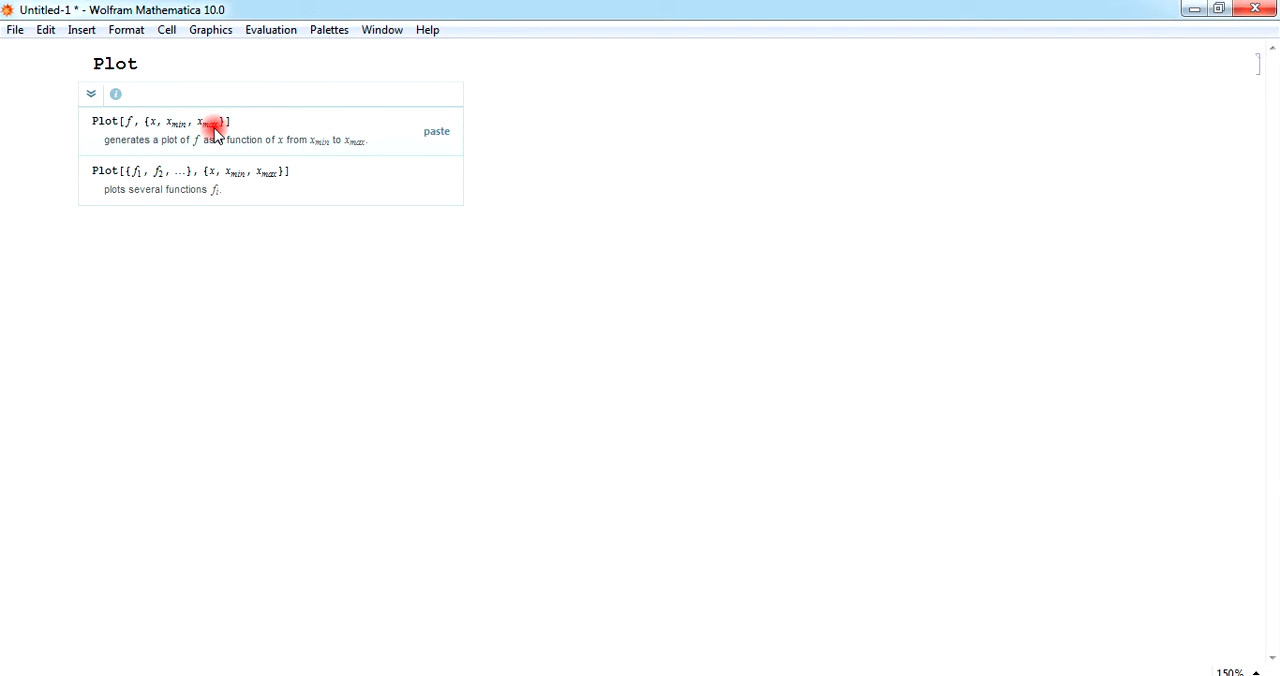 Untitled-1 * - Wolfram Mathematica 10.0
File Edit Insert Format Cell Graphics Evaluation Palettes Window Help
Plot
Plot[f, {x, xmin, xmax}]
generates a plot of f as function of x from xmin to xmax.
paste
Plot[{f1, f2, ...}, {x, xmin, xmax}]
plots several functions fi.
150%